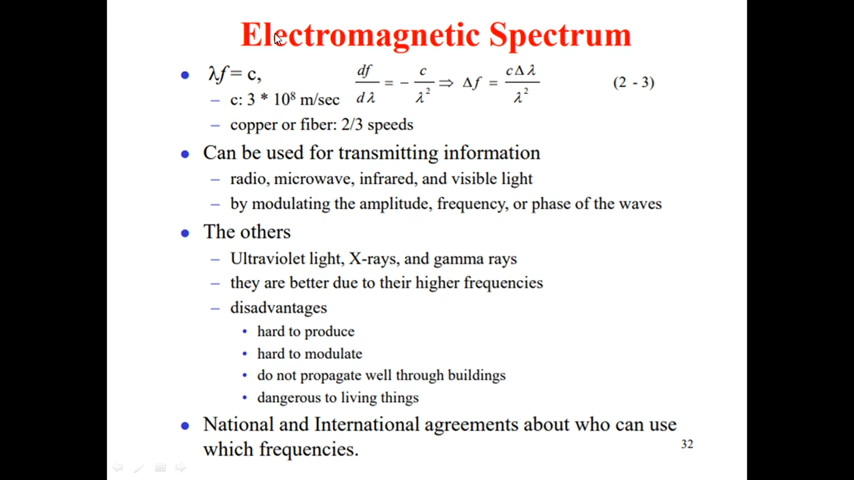 Electromagnetic Spectrum
• λf = c, df/dλ = − c/λ² ⇒ Δf = cΔλ/λ² (2 - 3)
– c: 3 * 10⁸ m/sec
– copper or fiber: 2/3 speeds
• Can be used for transmitting information
– radio, microwave, infrared, and visible light
– by modulating the amplitude, frequency, or phase of the waves
• The others
– Ultraviolet light, X-rays, and gamma rays
– they are better due to their higher frequencies
– disadvantages
• hard to produce
• hard to modulate
• do not propagate well through buildings
• dangerous to living things
• National and International agreements about who can use
which frequencies.
32